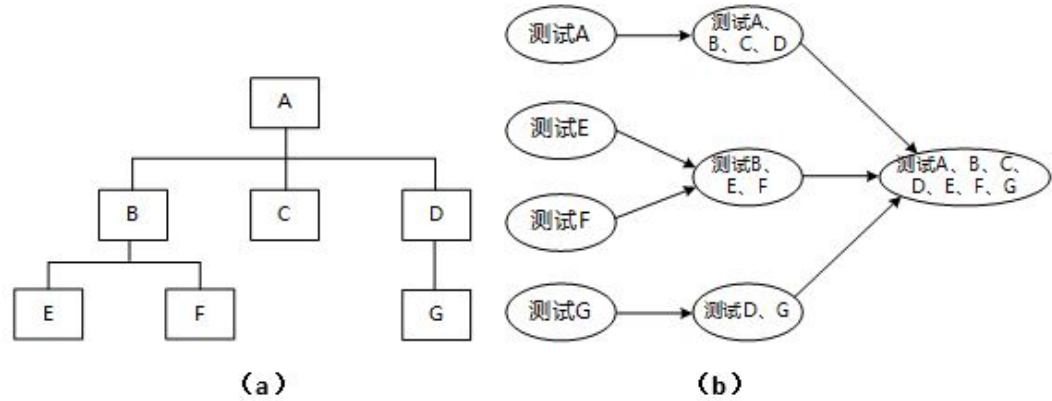 A
B
C
D
E
F
G
(a)
测试A
测试A、
B、C、D
测试E
测试B、
E、F
测试F
测试A、B、C、
D、E、F、G
测试G
测试D、G
(b)